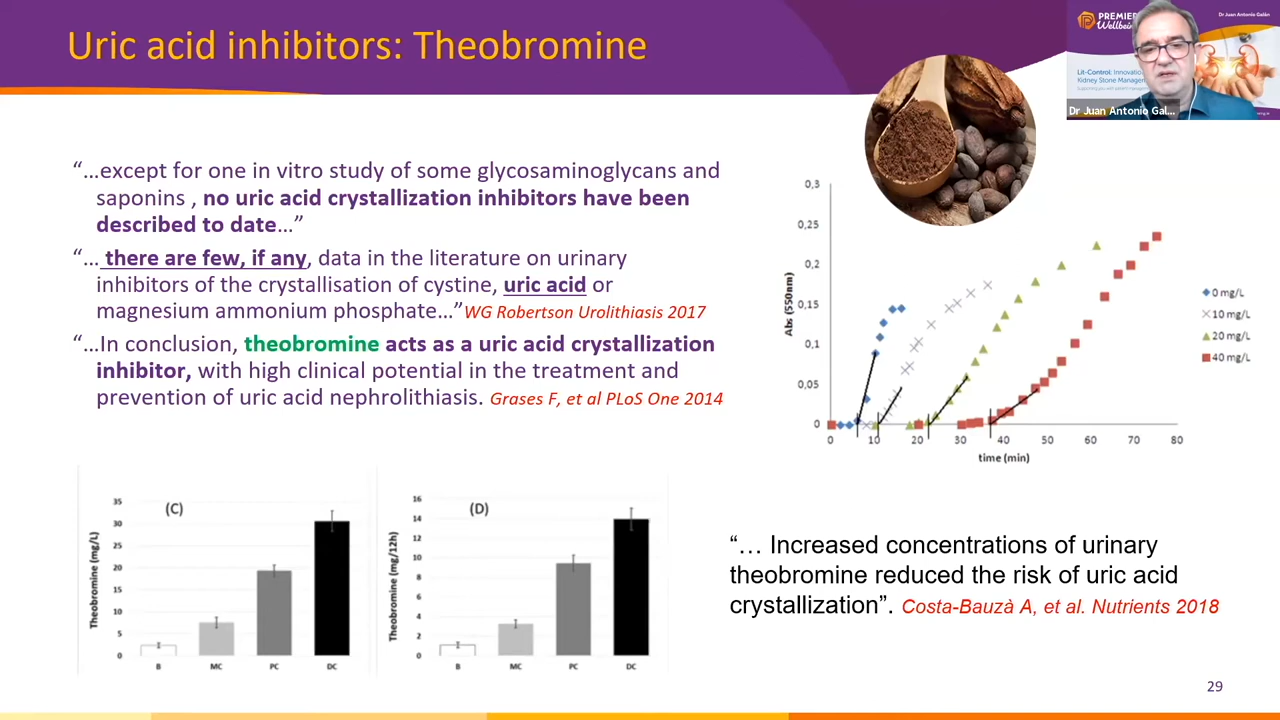 Uric acid inhibitors: Theobromine
PREMIER
Wellbein
Dr Juan Antonio Galán
Lit-Control: Innovatio
Kidney Stone Manage
Dr Juan Antonio Gal...
“…except for one in vitro study of some glycosaminoglycans and
saponins , no uric acid crystallization inhibitors have been
described to date…”
“… there are few, if any, data in the literature on urinary
inhibitors of the crystallisation of cystine, uric acid or
magnesium ammonium phosphate…” WG Robertson Urolithiasis 2017
“…In conclusion, theobromine acts as a uric acid crystallization
inhibitor, with high clinical potential in the treatment and
prevention of uric acid nephrolithiasis. Grases F, et al PLoS One 2014
0,3
0,25
0,2
0,15
0,1
0,05
0
Abs (550nm)
0 10 20 30 40 50 60 70 80
time (min)
0 mg/L
10 mg/L
20 mg/L
40 mg/L
(C)
35
30
25
20
15
10
5
0
Theobromine (mg/L)
B MC PC DC
(D)
16
14
12
10
8
6
4
2
0
Theobromine (mg/12h)
B MC PC DC
“… Increased concentrations of urinary
theobromine reduced the risk of uric acid
crystallization”. Costa-Bauzà A, et al. Nutrients 2018
29